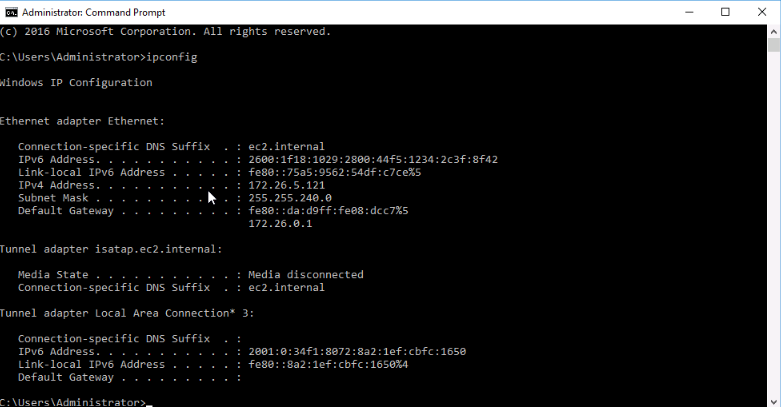 Administrator: Command Prompt
(c) 2016 Microsoft Corporation. All rights reserved.
C:\Users\Administrator>ipconfig
Windows IP Configuration
Ethernet adapter Ethernet:
Connection-specific DNS Suffix  . : ec2.internal
IPv6 Address. . . . . . . . . . . : 2600:1f18:1029:2800:44f5:1234:2c3f:8f42
Link-local IPv6 Address . . . . . : fe80::75a5:9562:54df:c7ce%5
IPv4 Address. . . . . . . . . . . : 172.26.5.121
Subnet Mask . . . . . . . . . . . : 255.255.240.0
Default Gateway . . . . . . . . . : fe80::da:d9ff:fe08:dcc7%5
172.26.0.1
Tunnel adapter isatap.ec2.internal:
Media State . . . . . . . . . . . : Media disconnected
Connection-specific DNS Suffix  . : ec2.internal
Tunnel adapter Local Area Connection* 3:
Connection-specific DNS Suffix  . :
IPv6 Address. . . . . . . . . . . : 2001:0:34f1:8072:8a2:1ef:cbfc:1650
Link-local IPv6 Address . . . . . : fe80::8a2:1ef:cbfc:1650%4
Default Gateway . . . . . . . . . :
C:\Users\Administrator>